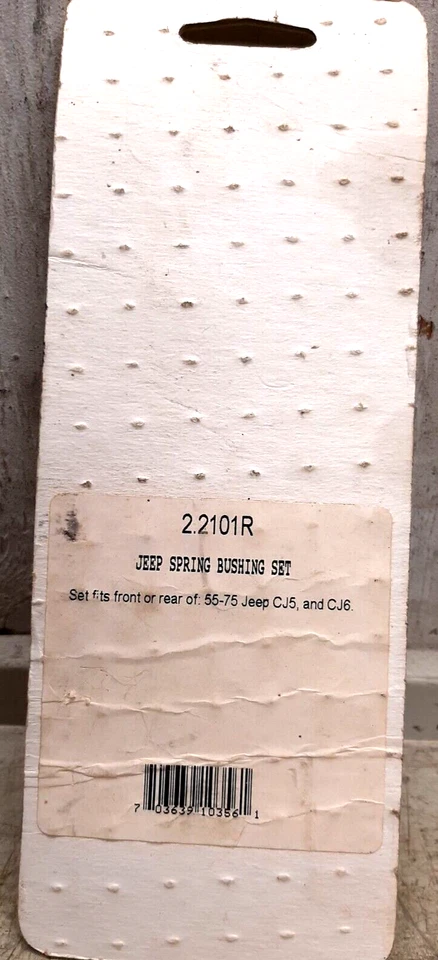 2.2101R
JEEP SPRING BUSHING SET
Set fits front or rear of: 55-75 Jeep CJ5, and CJ6.
7 03639 10356 1